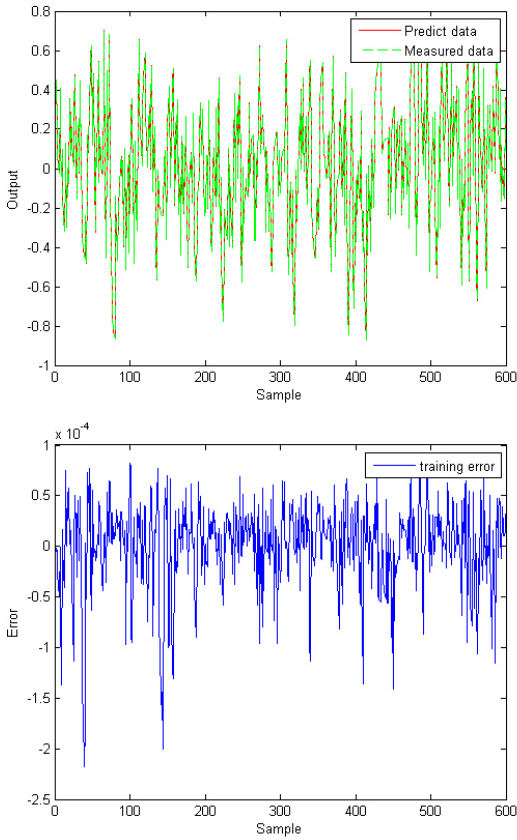 0.8
0.6
0.4
0.2
0
-0.2
-0.4
-0.6
-0.8
-1
Output
Predict data
Measured data
0 100 200 300 400 500 600
Sample
x 10-4
1
0.5
0
-0.5
-1
-1.5
-2
-2.5
Error
training error
0 100 200 300 400 500 600
Sample